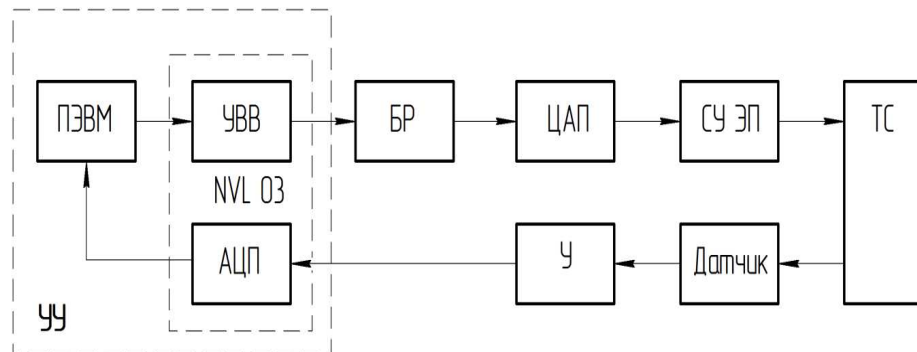 ПЭВМ
УВВ
БР
ЦАП
СУ ЭП
ТС
NVL 03
АЦП
У
Датчик
УУ